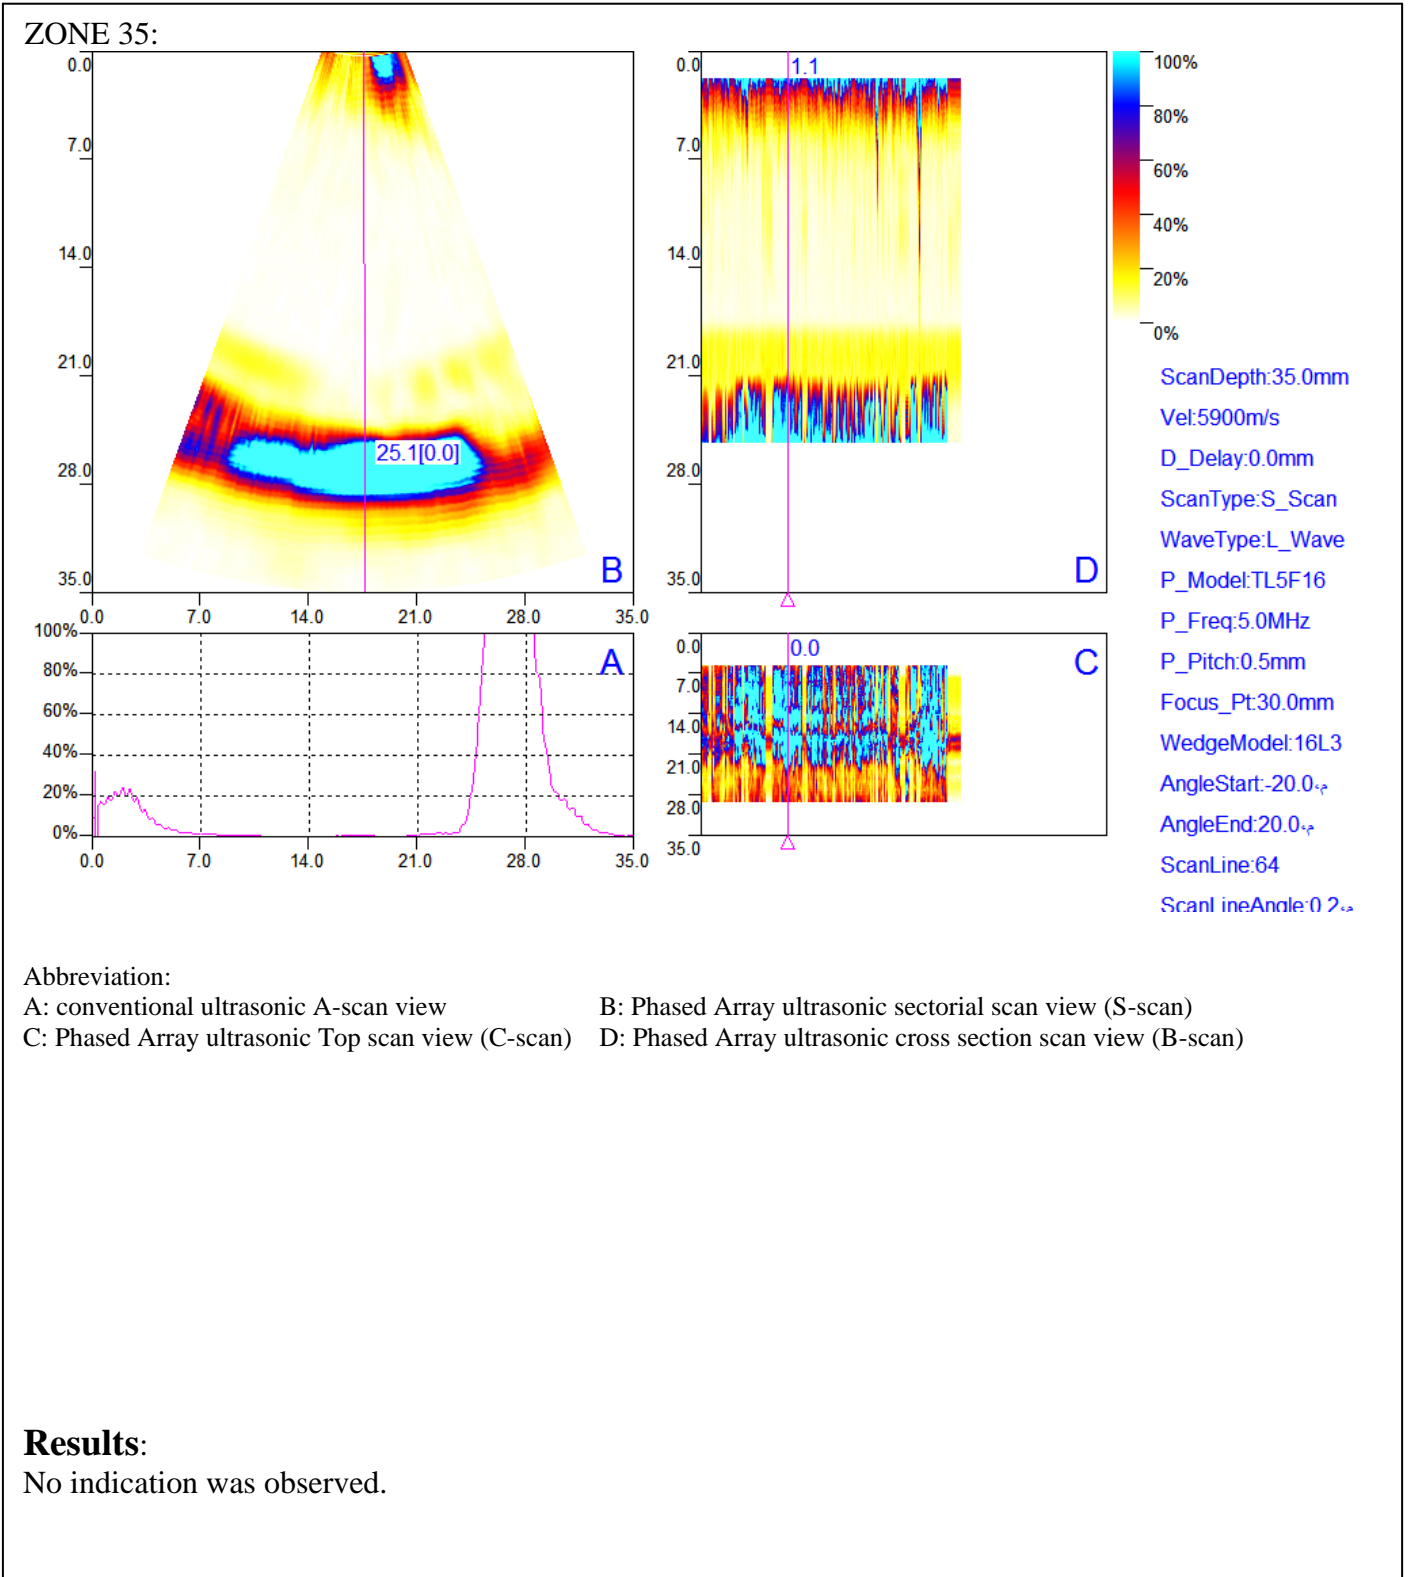 ZONE 35:
0.0
7.0
14.0
21.0
28.0
35.0
25.1[0.0]
B
0.0 7.0 14.0 21.0 28.0 35.0
0.0
7.0
14.0
21.0
28.0
35.0
1.1
D
100%
80%
60%
40%
20%
0%
100%
80%
60%
40%
20%
0%
A
0.0 7.0 14.0 21.0 28.0 35.0
0.0
7.0
14.0
21.0
28.0
35.0
0.0
C
ScanDepth:35.0mm
Vel:5900m/s
D_Delay:0.0mm
ScanType:S_Scan
WaveType:L_Wave
P_Model:TL5F16
P_Freq:5.0MHz
P_Pitch:0.5mm
Focus_Pt:30.0mm
WedgeModel:16L3
AngleStart:-20.0
AngleEnd:20.0
ScanLine:64
ScanLineAngle:0.2
Abbreviation:
A: conventional ultrasonic A-scan view B: Phased Array ultrasonic sectorial scan view (S-scan)
C: Phased Array ultrasonic Top scan view (C-scan) D: Phased Array ultrasonic cross section scan view (B-scan)
Results:
No indication was observed.